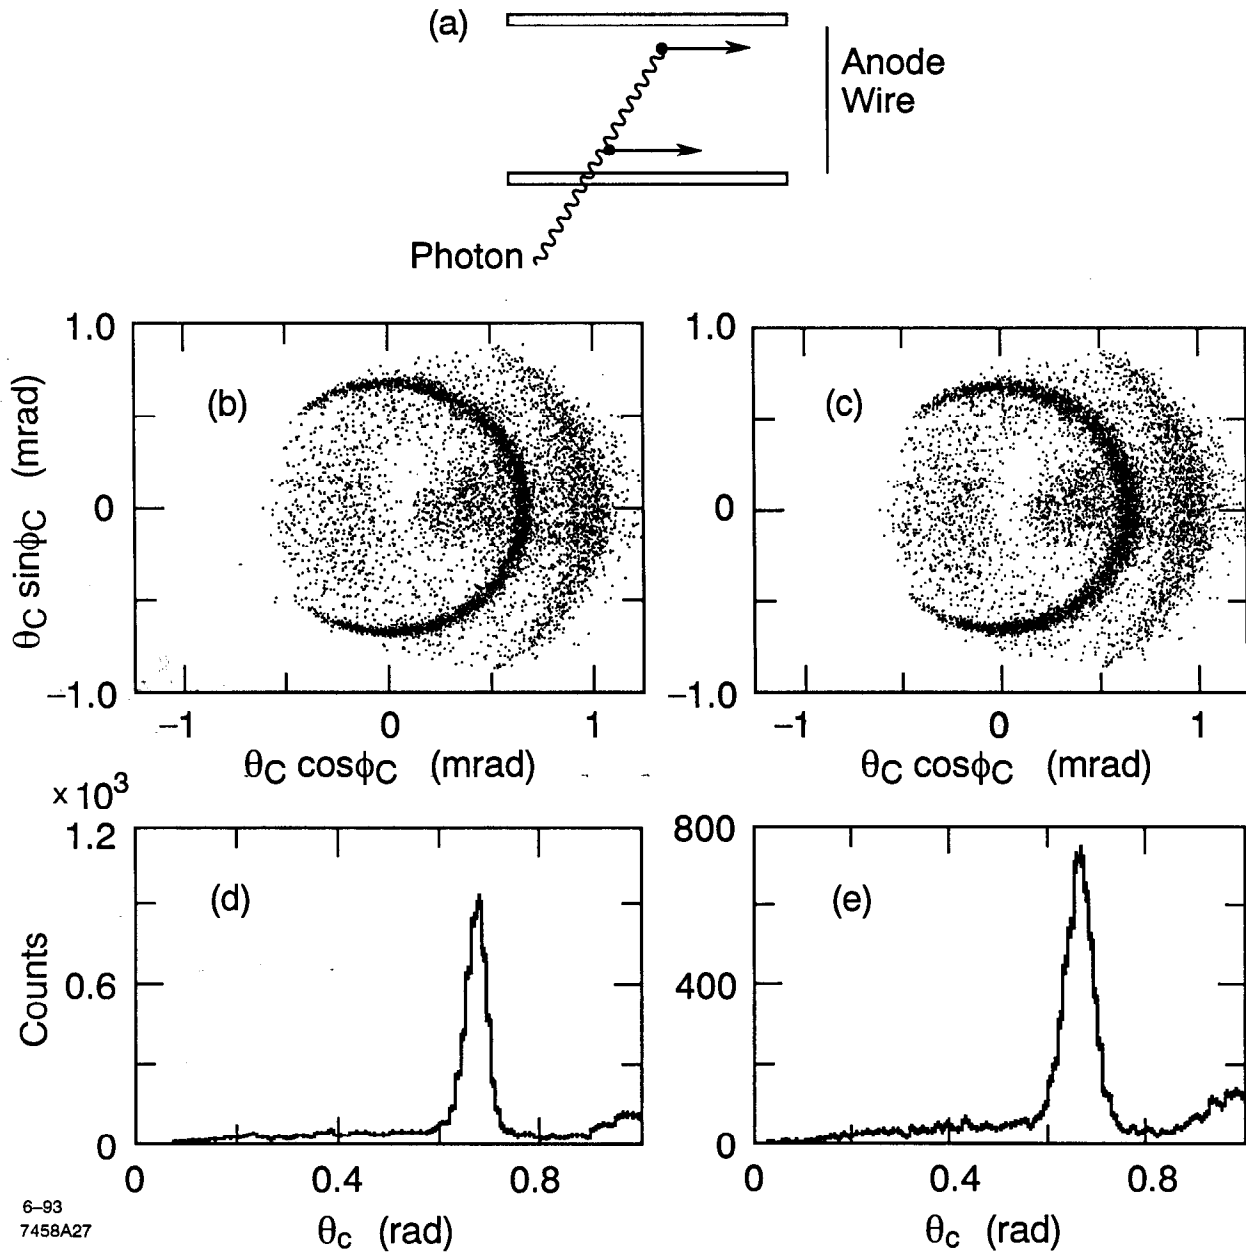 (a)
Anode
Wire
Photon
1.0
0
−1.0
θC sinϕC (mrad)
(b)
−1 0 1
θC cosϕC (mrad)
1.0
0
−1.0
(c)
−1 0 1
θC cosϕC (mrad)
×10³
1.2
0.6
0
Counts
(d)
0 0.4 0.8
θc (rad)
800
400
0
(e)
0 0.4 0.8
θc (rad)
6–93
7458A27